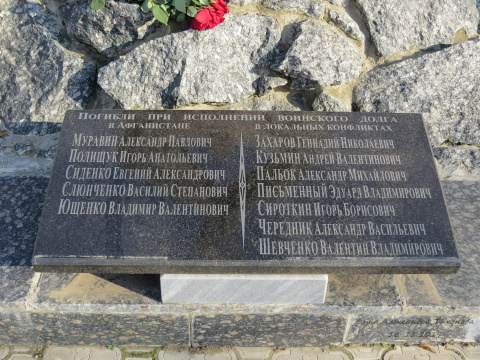 Погибли при исполнении воинского долга
в Афганистане
Муравин Александр Павлович
Полищук Игорь Анатольевич
Сиденко Евгений Александрович
Слюнченко Василий Степанович
Ющенко Владимир Валентинович
в локальных конфликтах
Захаров Геннадий Николаевич
Кузьмин Андрей Валентинович
Пальок Александр Михайлович
Письменный Эдуард Владимирович
Сироткин Игорь Борисович
Чередник Александр Васильевич
Шевченко Валентин Владимирович